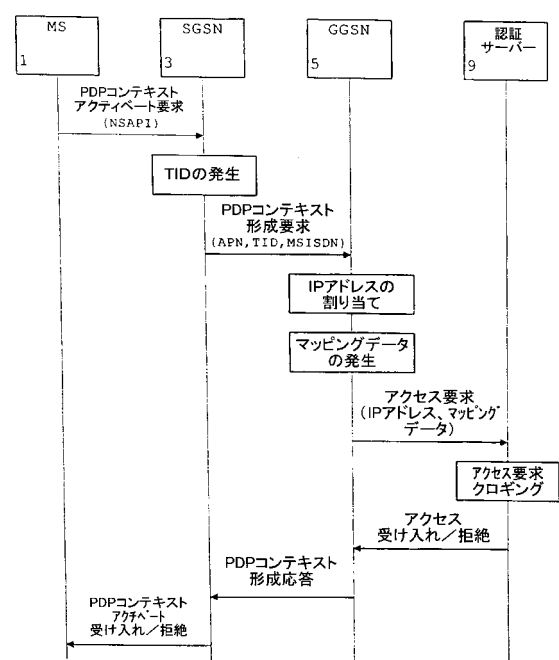 MS
1
SGSN
3
GGSN
5
認証
サーバー
9
PDPコンテキスト
アクティベート要求
(NSAPI)
TIDの発生
PDPコンテキスト
形成要求
(APN,TID,MSISDN)
IPアドレスの
割り当て
マッピングデータ
の発生
アクセス要求
(IPアドレス、マッピング
データ)
アクセス要求
クロギング
アクセス
受け入れ／拒絶
PDPコンテキスト
形成応答
PDPコンテキスト
アクチベート
受け入れ／拒絶